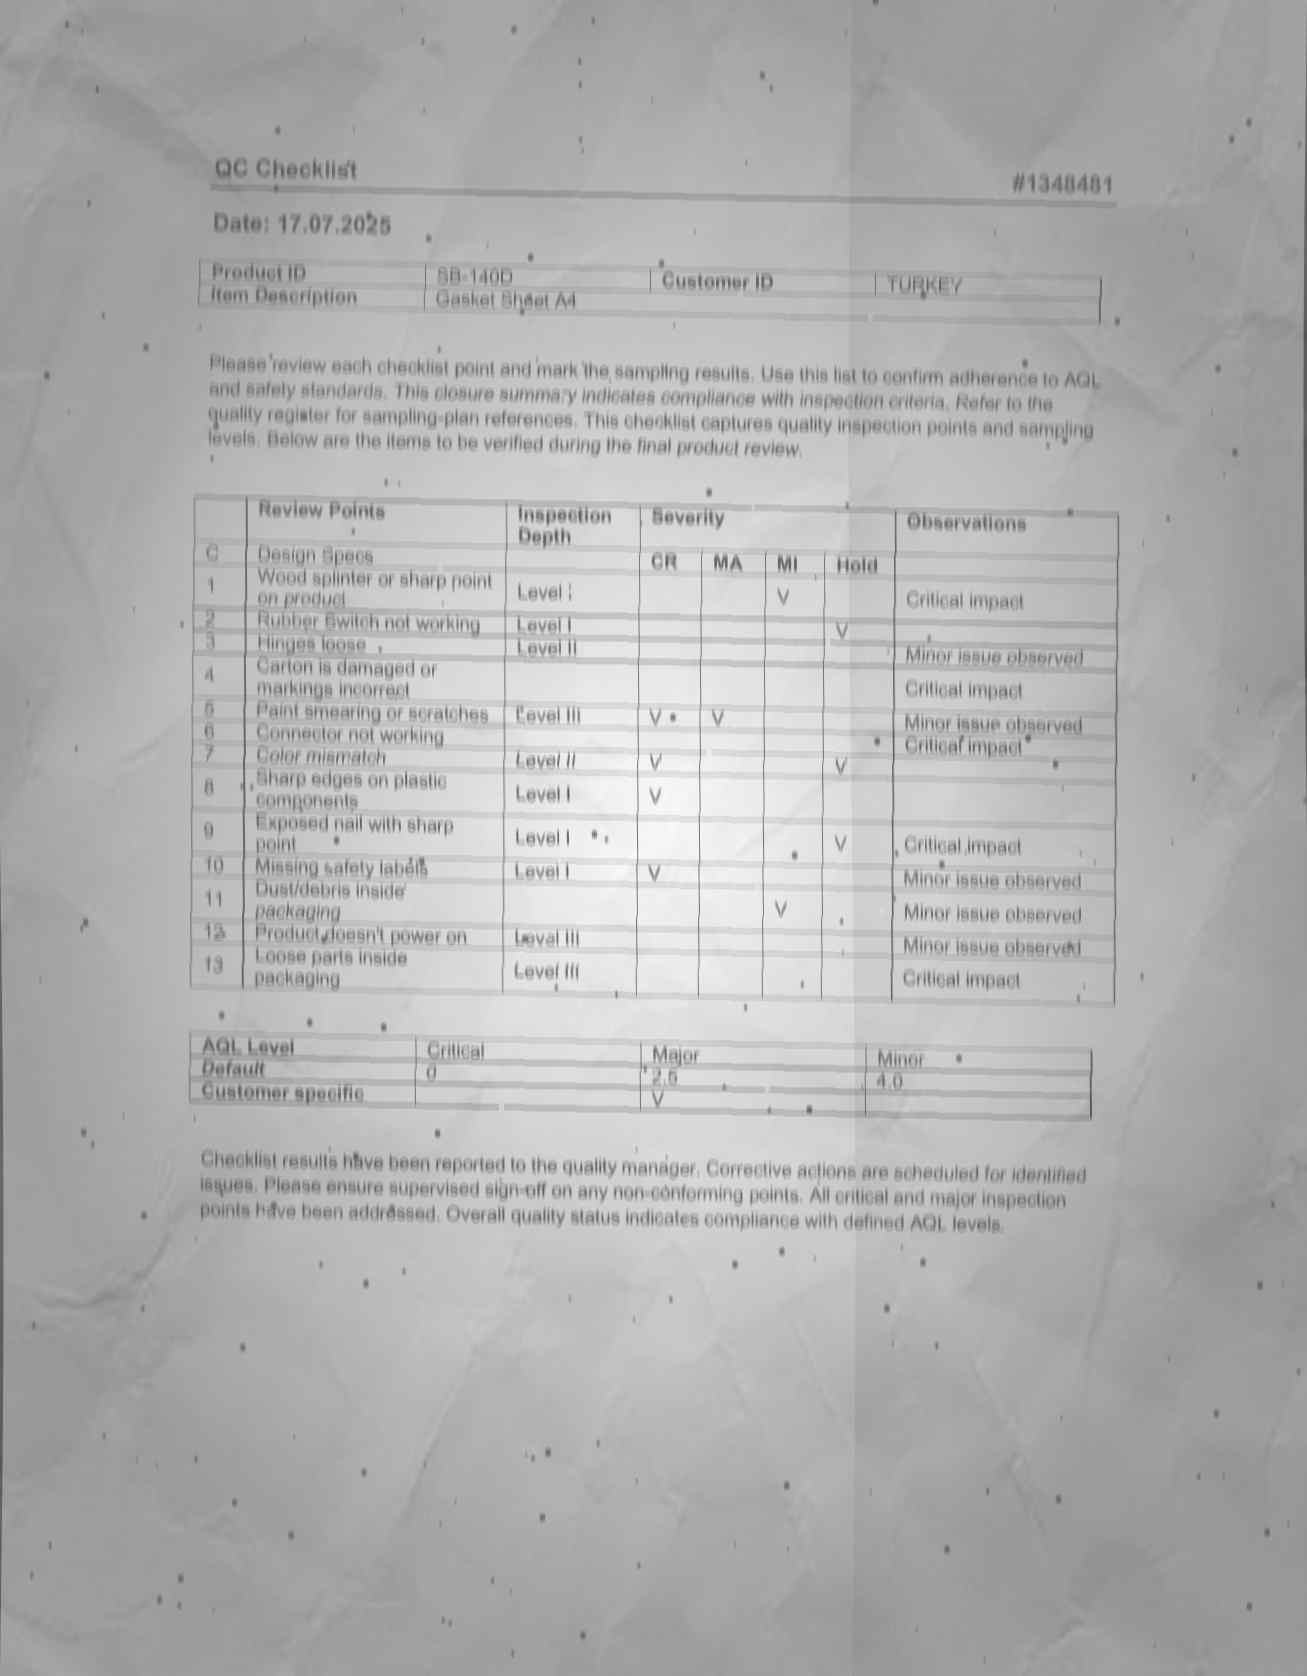 QC Checklist
#1348481
Date: 17.07.2025
Product ID SB-140D Customer ID TURKEY
Item Description Gasket Sheet A4
Please review each checklist point and mark the sampling results. Use this list to confirm adherence to AQL
and safety standards. This closure summary indicates compliance with inspection criteria. Refer to the
quality register for sampling-plan references. This checklist captures quality inspection points and sampling
levels. Below are the items to be verified during the final product review.
Review Points Inspection Severity Observations
Depth
C Design Specs CR MA MI Hold
1 Wood splinter or sharp point on product Level I V Critical impact
2 Rubber Switch not working Level I V
3 Hinges loose Level II Minor issue observed
4 Carton is damaged or markings incorrect Critical impact
5 Paint smearing or scratches Level III V V Minor issue observed
6 Connector not working Critical impact
7 Color mismatch Level II V V
8 Sharp edges on plastic components Level I V
9 Exposed nail with sharp point Level I V Critical impact
10 Missing safety labels Level I V Minor issue observed
11 Dust/debris inside packaging V Minor issue observed
12 Product doesn't power on Level III Minor issue observed
13 Loose parts inside packaging Level III Critical impact
AQL Level Critical Major Minor
Default 0 2.5 4.0
Customer specific V
Checklist results have been reported to the quality manager. Corrective actions are scheduled for identified
issues. Please ensure supervised sign-off on any non-conforming points. All critical and major inspection
points have been addressed. Overall quality status indicates compliance with defined AQL levels.